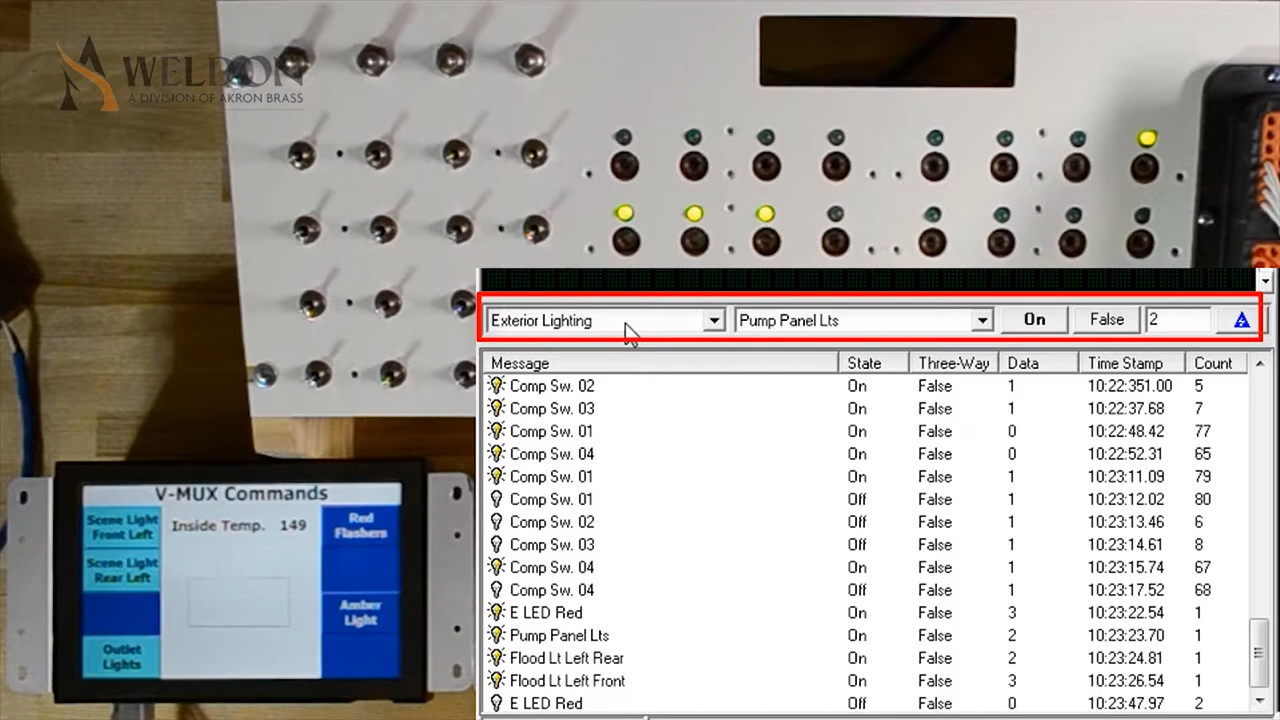 WELDON
A DIVISION OF AKRON BRASS
Exterior Lighting Pump Panel Lts On False 2
Message State Three-Way Data Time Stamp Count
Comp Sw. 02 On False 1 10:22:351.00 5
Comp Sw. 03 On False 1 10:22:37.68 7
Comp Sw. 01 On False 0 10:22:48.42 77
Comp Sw. 04 On False 0 10:22:52.31 65
Comp Sw. 01 On False 1 10:23:11.09 79
Comp Sw. 01 Off False 1 10:23:12.02 80
Comp Sw. 02 Off False 1 10:23:13.46 6
Comp Sw. 03 Off False 1 10:23:14.61 8
Comp Sw. 04 On False 1 10:23:15.74 67
Comp Sw. 04 Off False 1 10:23:17.52 68
E LED Red On False 3 10:23:22.54 1
Pump Panel Lts On False 2 10:23:23.70 1
Flood Lt Left Rear On False 2 10:23:24.81 1
Flood Lt Left Front On False 3 10:23:26.54 1
E LED Red Off False 0 10:23:47.97 2
V-MUX Commands
Scene Light
Front Left
Inside Temp. 149
Red
Flashers
Scene Light
Rear Left
Amber
Light
Outlet
Lights